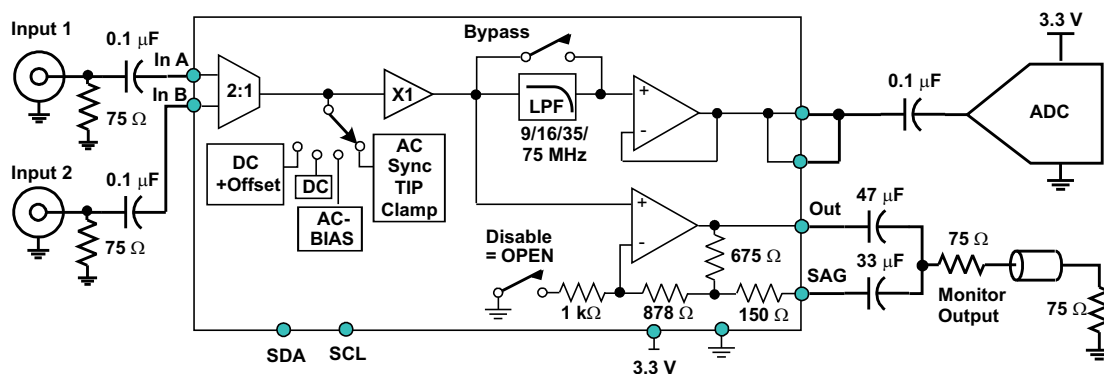 Input 1
0.1 μF
In A
In B
75 Ω
Input 2
0.1 μF
75 Ω
2:1
X1
Bypass
LPF
9/16/35/
75 MHz
+
-
DC
+Offset
DC
AC-
BIAS
AC
Sync
TIP
Clamp
Disable
= OPEN
+
-
675 Ω
1 kΩ
878 Ω
150 Ω
SDA
SCL
3.3 V
0.1 μF
3.3 V
ADC
Out
47 μF
SAG
33 μF
75 Ω
Monitor
Output
75 Ω